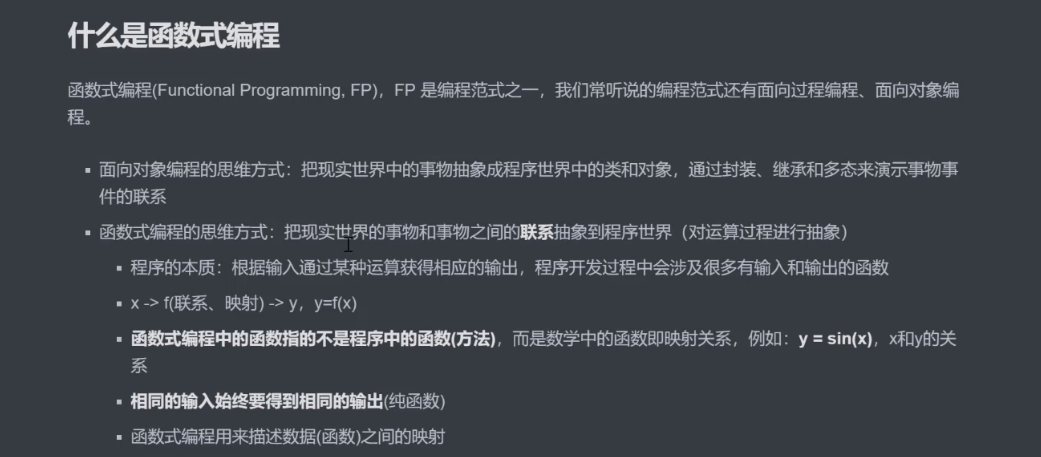 什么是函数式编程
函数式编程(Functional Programming, FP)，FP 是编程范式之一，我们常听说的编程范式还有面向过程编程、面向对象编
程。
面向对象编程的思维方式：把现实世界中的事物抽象成程序世界中的类和对象，通过封装、继承和多态来演示事物事
件的联系
函数式编程的思维方式：把现实世界的事物和事物之间的联系抽象到程序世界（对运算过程进行抽象）
程序的本质：根据输入通过某种运算获得相应的输出，程序开发过程中会涉及很多有输入和输出的函数
x -> f(联系、映射) -> y，y=f(x)
函数式编程中的函数指的不是程序中的函数(方法)，而是数学中的函数即映射关系，例如：y = sin(x)，x和y的关
系
相同的输入始终要得到相同的输出(纯函数)
函数式编程用来描述数据(函数)之间的映射